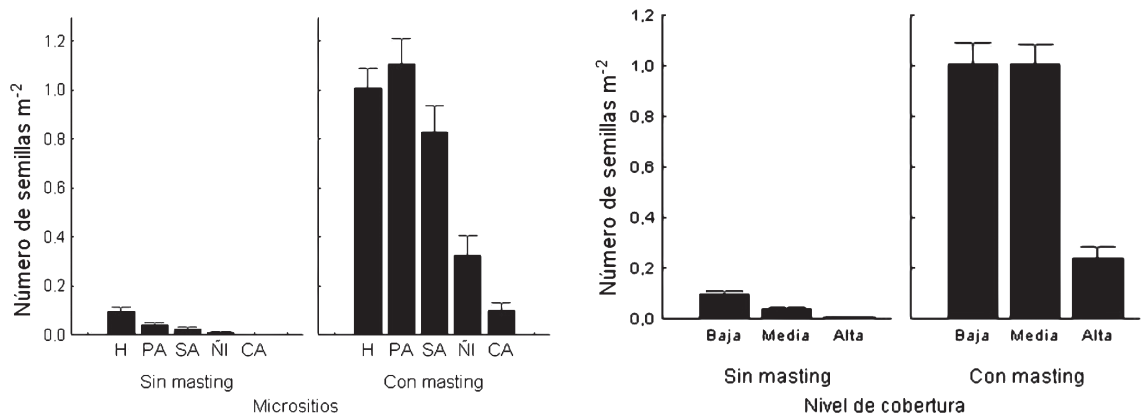 Número de semillas m-2
1.2
1.0
0.8
0.6
0.4
0.2
0.0
H PA SA ÑI CA
H PA SA ÑI CA
Sin masting
Con masting
Micrositios
Número de semillas m-2
1,2
1,0
0,8
0,6
0,4
0,2
0,0
Baja Media Alta
Baja Media Alta
Sin masting
Con masting
Nivel de cobertura